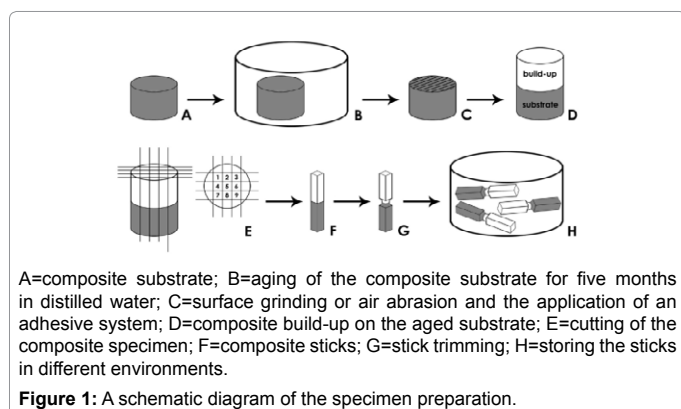 build-up
substrate
A
B
C
D
1 2 3
4 5 6
7 8 9
E
F
G
H
A=composite substrate; B=aging of the composite substrate for five months
in distilled water; C=surface grinding or air abrasion and the application of an
adhesive system; D=composite build-up on the aged substrate; E=cutting of the
composite specimen; F=composite sticks; G=stick trimming; H=storing the sticks
in different environments.
Figure 1: A schematic diagram of the specimen preparation.